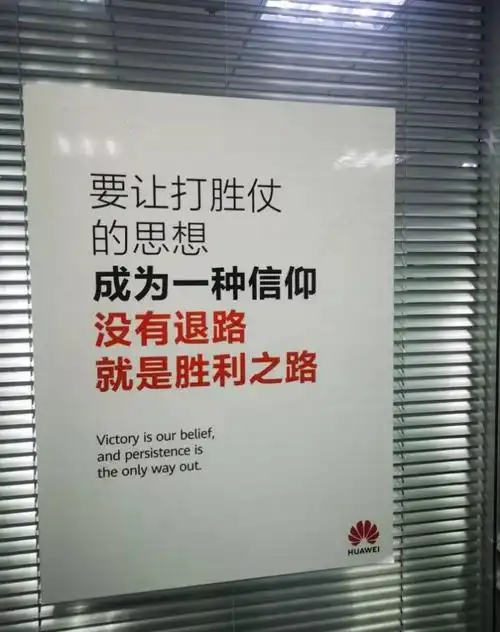 要让打胜仗
的思想
成为一种信仰
没有退路
就是胜利之路
Victory is our belief,
and persistence is
the only way out.
HUAWEI